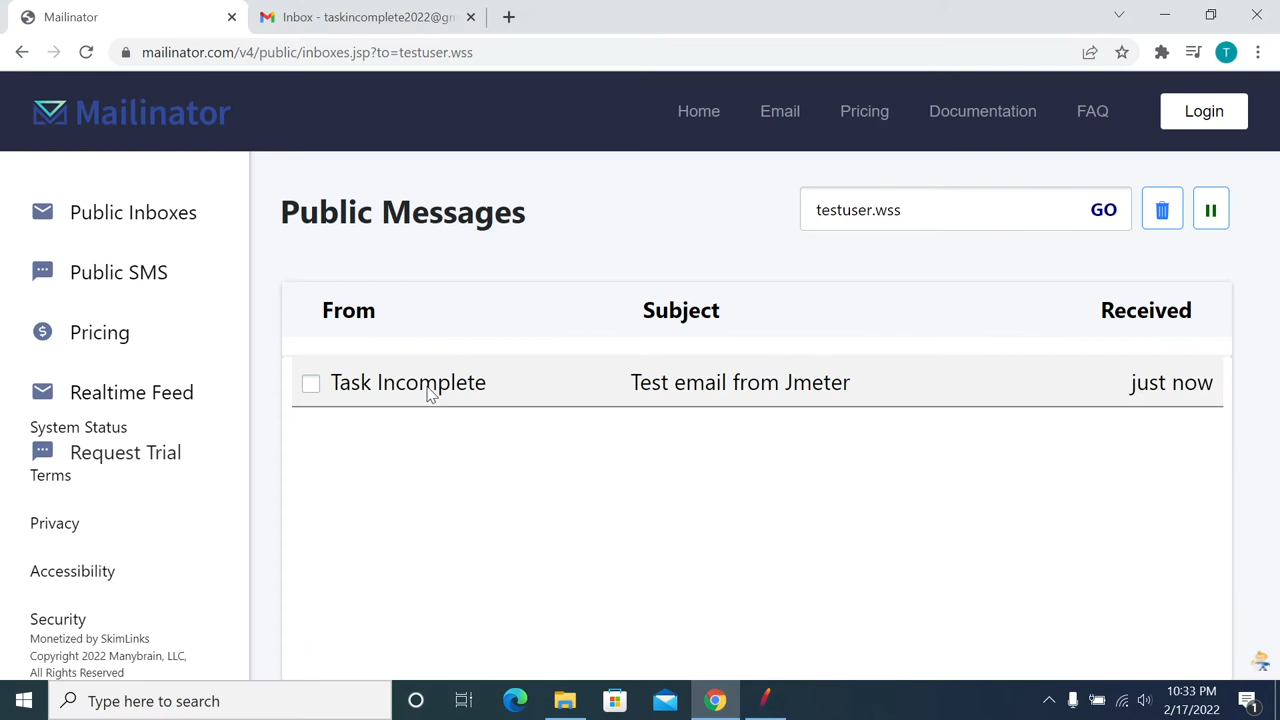 Mailinator
Inbox - taskincomplete2022@gm
mailinator.com/v4/public/inboxes.jsp?to=testuser.wss
T
Mailinator
Home
Email
Pricing
Documentation
FAQ
Login
Public Inboxes
Public SMS
Pricing
Realtime Feed
System Status
Request Trial
Terms
Privacy
Accessibility
Security
Monetized by SkimLinks
Copyright 2022 Manybrain, LLC,
All Rights Reserved
Public Messages
testuser.wss
GO
From
Subject
Received
Task Incomplete
Test email from Jmeter
just now
Type here to search
10:33 PM
2/17/2022
1